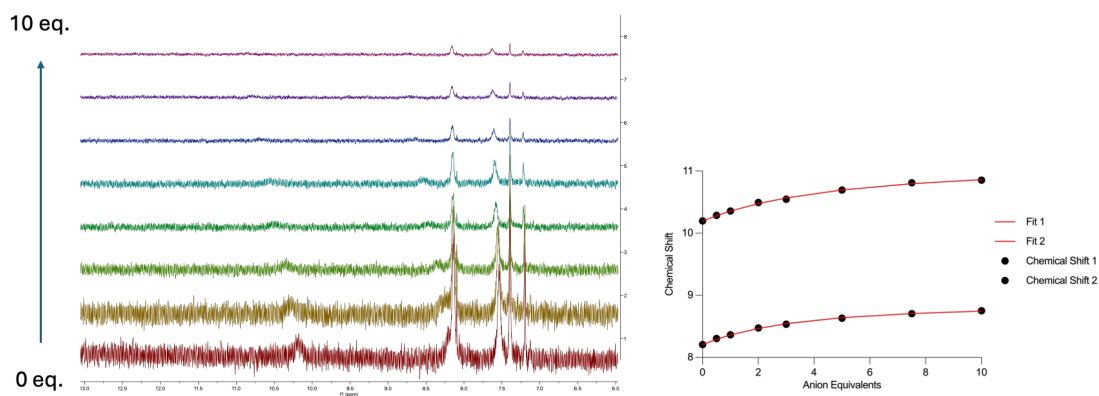 10 eq.
0 eq.
8
7
6
5
4
3
2
1
13.0 12.5 12.0 11.5 11.0 10.5 10.0 9.5 9.0 8.5 8.0 7.5 7.0 6.5 6.0
f1 (ppm)
11
10
9
8
Chemical Shift
0 2 4 6 8 10
Anion Equivalents
Fit 1
Fit 2
Chemical Shift 1
Chemical Shift 2